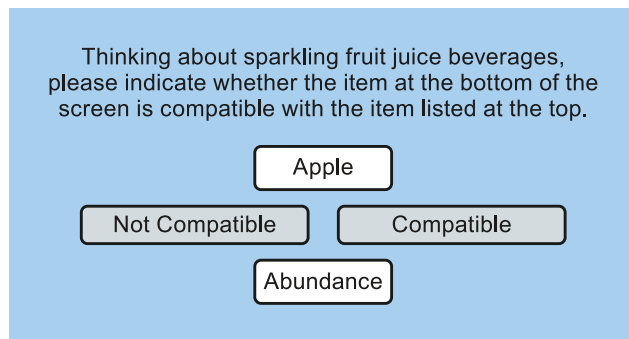 Thinking about sparkling fruit juice beverages,
please indicate whether the item at the bottom of the
screen is compatible with the item listed at the top.
Apple
Not Compatible
Compatible
Abundance